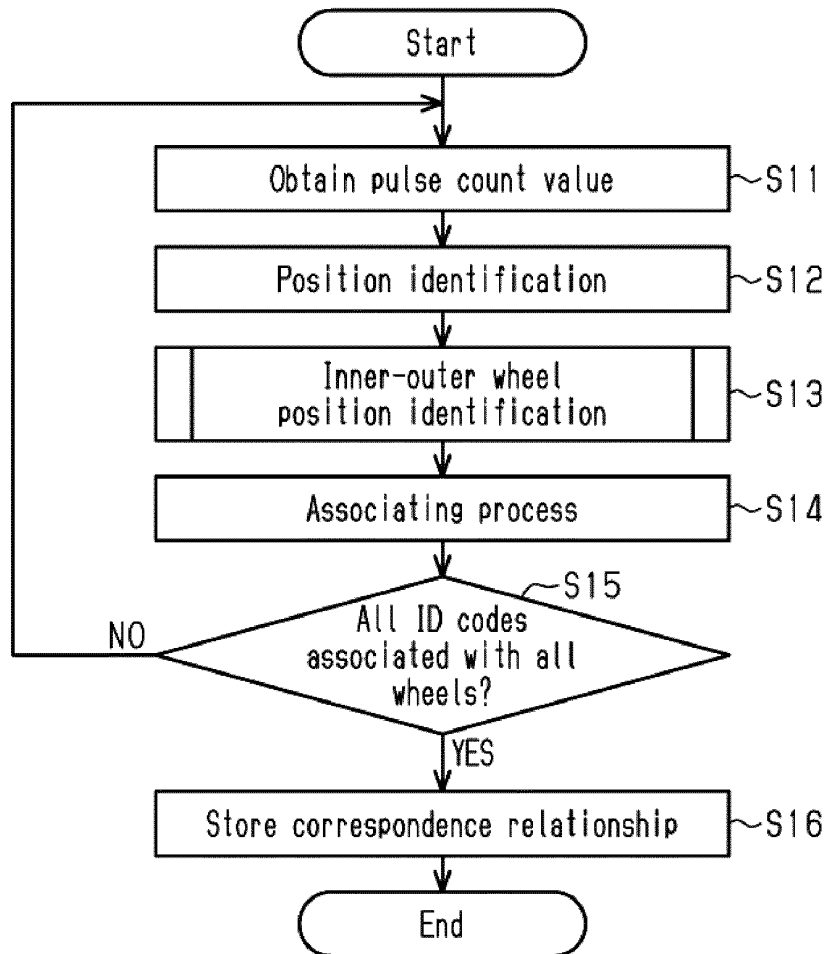 Start
Obtain pulse count value
S11
Position identification
S12
Inner-outer wheel
position identification
S13
Associating process
S14
S15
All ID codes
associated with all
wheels?
NO
YES
Store correspondence relationship
S16
End